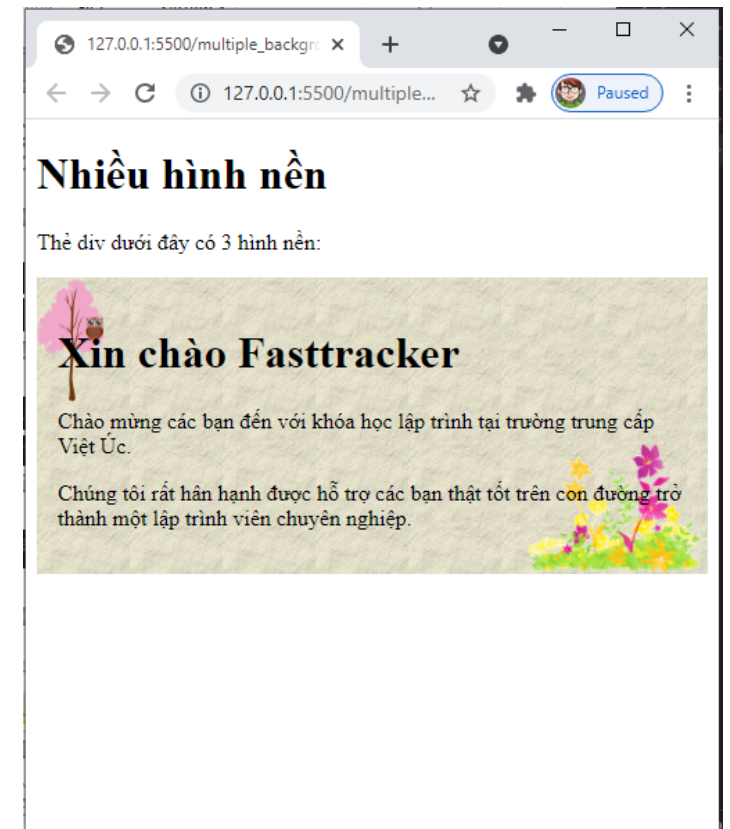 127.0.0.1:5500/multiple_backgro
127.0.0.1:5500/multiple...
Paused
Nhiều hình nền
Thẻ div dưới đây có 3 hình nền:
Xin chào Fasttracker
Chào mừng các bạn đến với khóa học lập trình tại trường trung cấp
Việt Úc.
Chúng tôi rất hân hạnh được hỗ trợ các bạn thật tốt trên con đường trở
thành một lập trình viên chuyên nghiệp.